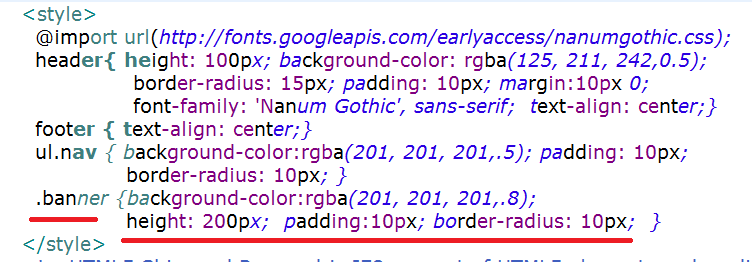 <style>
@import url(http://fonts.googleapis.com/earlyaccess/nanumgothic.css);
header{ height: 100px; background-color: rgba(125, 211, 242,0.5);
border-radius: 15px; padding: 10px; margin:10px 0;
font-family: 'Nanum Gothic', sans-serif; text-align: center;}
footer { text-align: center;}
ul.nav { background-color:rgba(201, 201, 201,.5); padding: 10px;
border-radius: 10px; }
.banner {background-color:rgba(201, 201, 201,.8);
height: 200px; padding:10px; border-radius: 10px; }
</style>